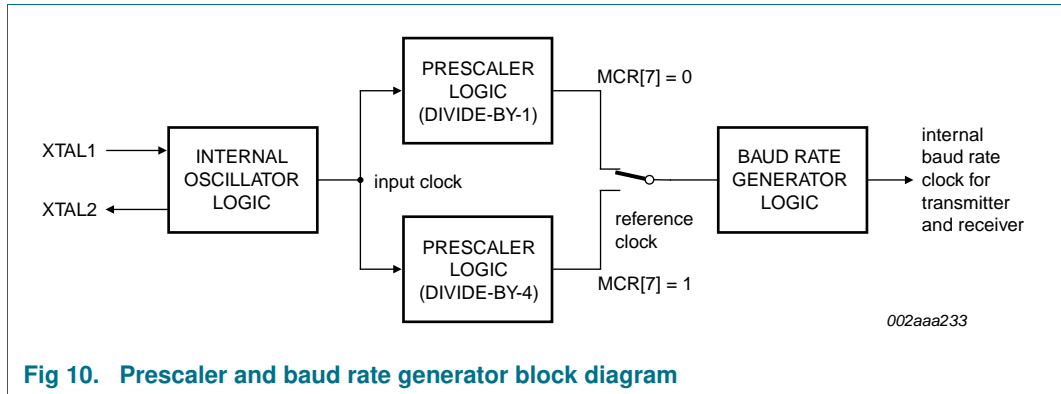 XTAL1
XTAL2
INTERNAL
OSCILLATOR
LOGIC
input clock
PRESCALER
LOGIC
(DIVIDE-BY-1)
MCR[7] = 0
PRESCALER
LOGIC
(DIVIDE-BY-4)
MCR[7] = 1
reference
clock
BAUD RATE
GENERATOR
LOGIC
internal
baud rate
clock for
transmitter
and receiver
002aaa233
Fig 10. Prescaler and baud rate generator block diagram